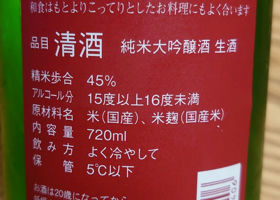 和食はもとよりこってりとしたお料理にもよく合います
品目 清酒 純米大吟醸酒 生酒
精米歩合 45%
アルコール分 15度以上16度未満
原材料名 米(国産)、米麹(国産米)
内容量 720ml
飲み方 よく冷やして
保管 5℃以下
お酒は20歳になってから